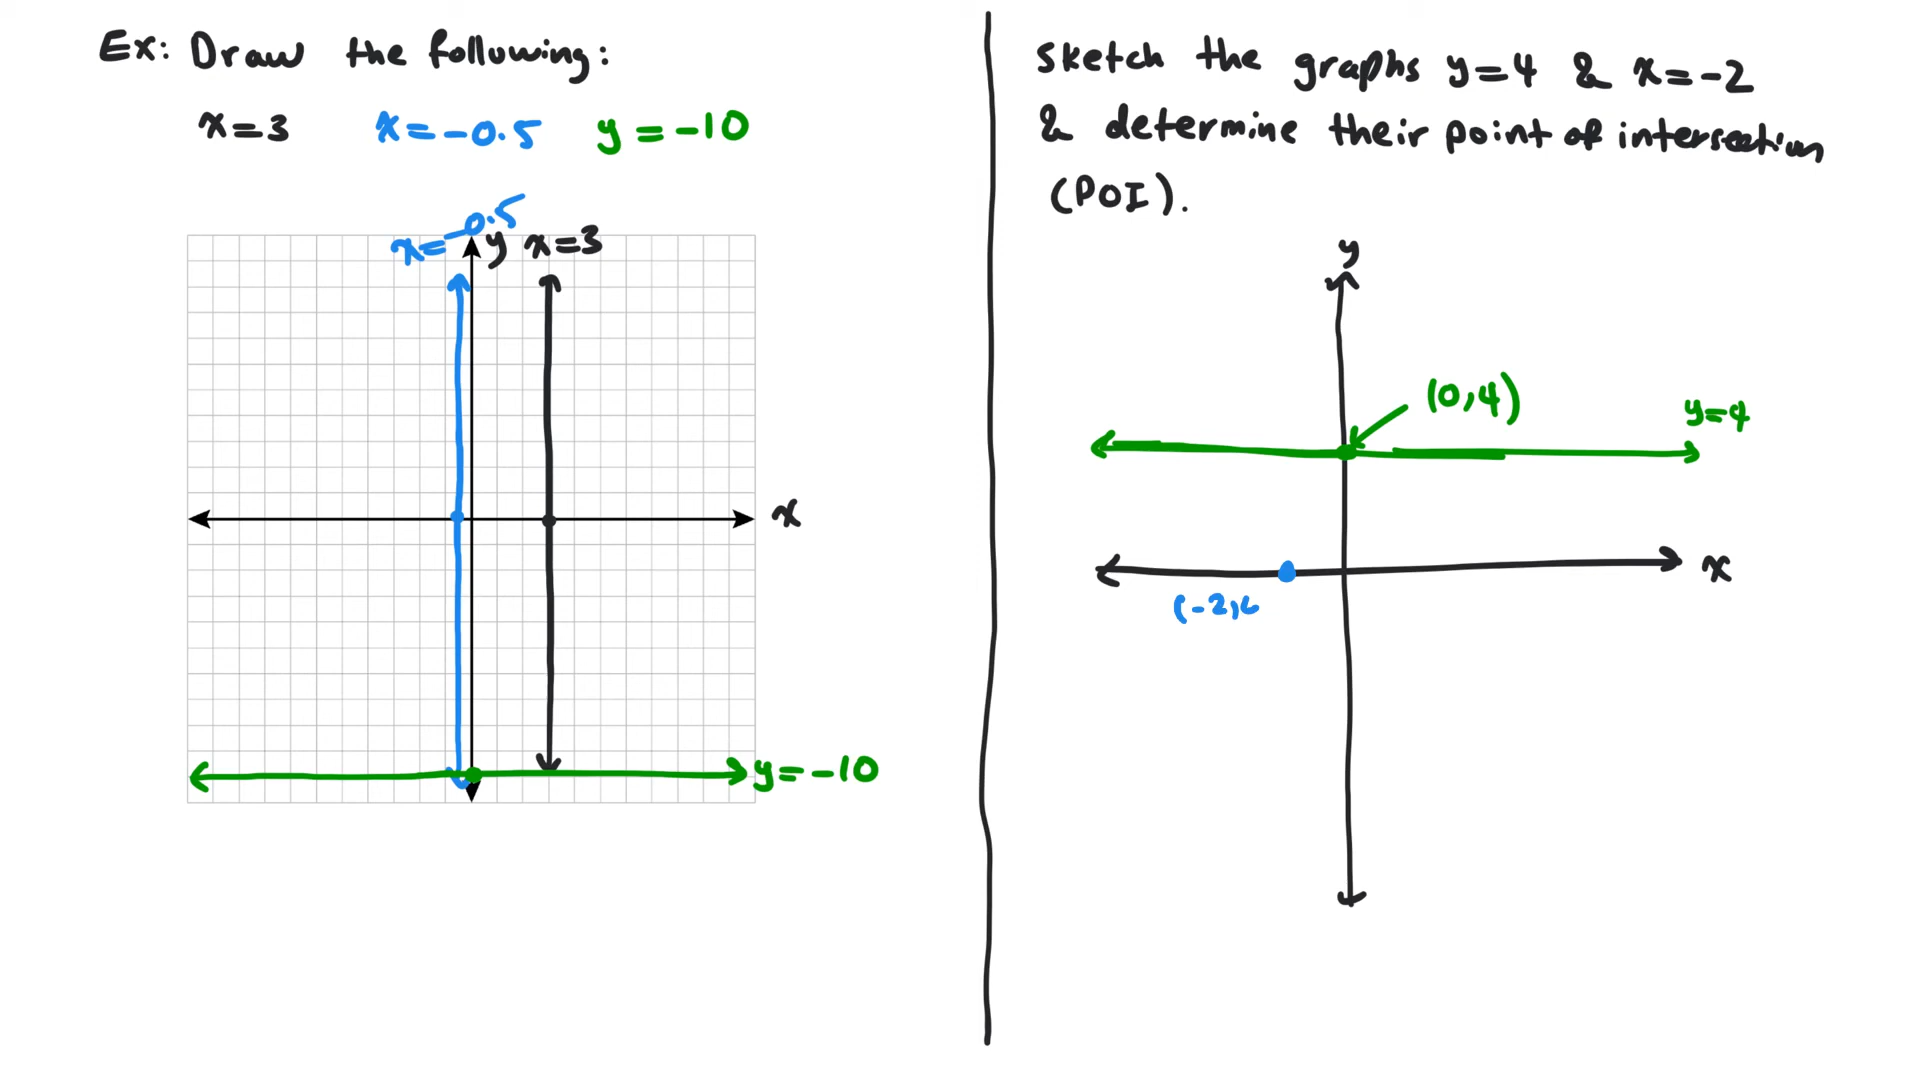 Ex: Draw the following:
x=3 x=-0.5 y=-10
x=-0.5 y x=3
x
y=-10
sketch the graphs y=4 & x=-2
& determine their point of intersection
(POI).
y
(0,4)
y=4
x
(-2,